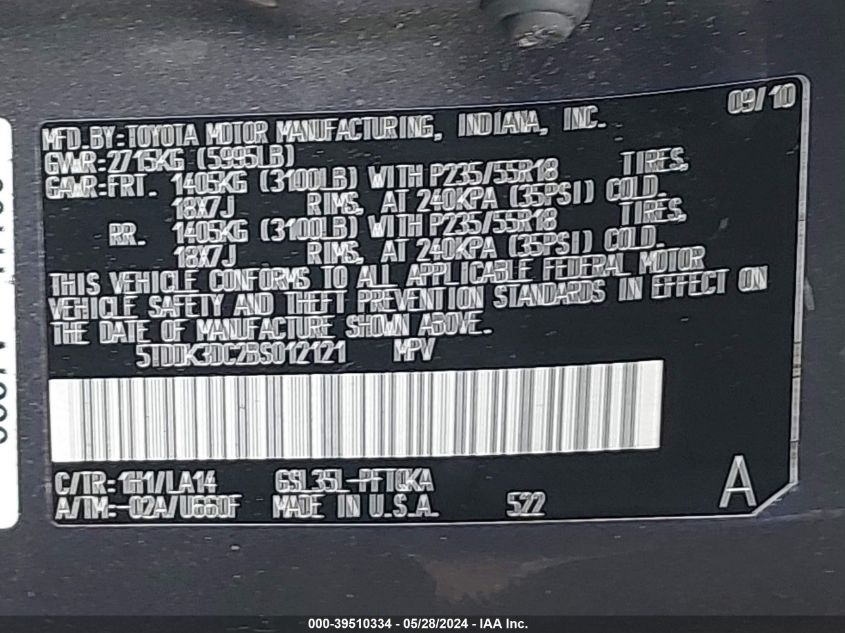 09/10
MFD.BY:TOYOTA MOTOR MANUFACTURING, INDIANA, INC.
GVWR:2715KG (5985LB)
GAWR:FRT. 1405KG (3100LB) WITH P235/55R18 TIRES,
18X7J RIMS, AT 240KPA (35PSI) COLD.
RR. 1405KG (3100LB) WITH P235/55R18 TIRES,
18X7J RIMS, AT 240KPA (35PSI) COLD.
THIS VEHICLE CONFORMS TO ALL APPLICABLE FEDERAL MOTOR
VEHICLE SAFETY AND THEFT PREVENTION STANDARDS IN EFFECT ON
THE DATE OF MANUFACTURE SHOWN ABOVE.
5TDDK3DC2BS012121 MPV
C/TR:1H1/LA14 GSL35L-PFTQKA
A/TM:-02A/U660F MADE IN U.S.A. 522
A
000-39510334 - 05/28/2024 - IAA Inc.